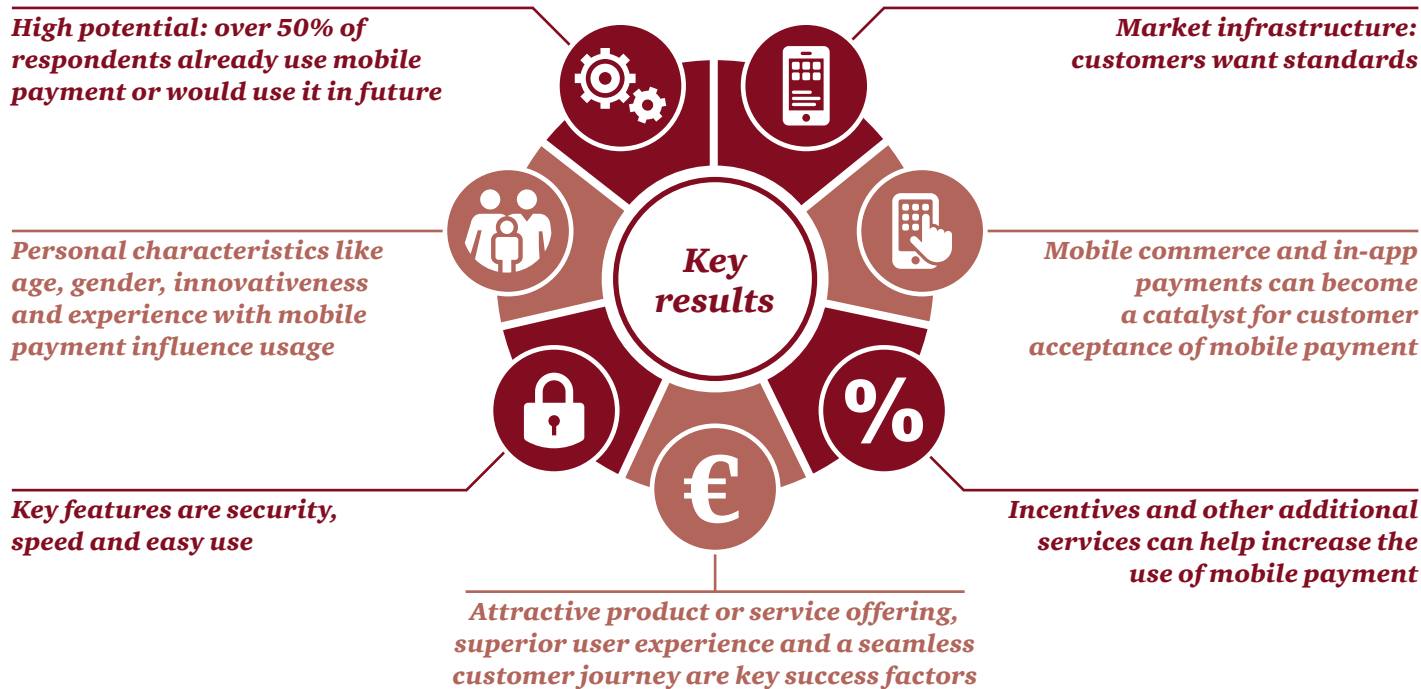 High potential: over 50% of
respondents already use mobile
payment or would use it in future
Market infrastructure:
customers want standards
Personal characteristics like
age, gender, innovativeness
and experience with mobile
payment influence usage
Key
results
Mobile commerce and in-app
payments can become
a catalyst for customer
acceptance of mobile payment
%
€
Key features are security,
speed and easy use
Incentives and other additional
services can help increase the
use of mobile payment
Attractive product or service offering,
superior user experience and a seamless
customer journey are key success factors